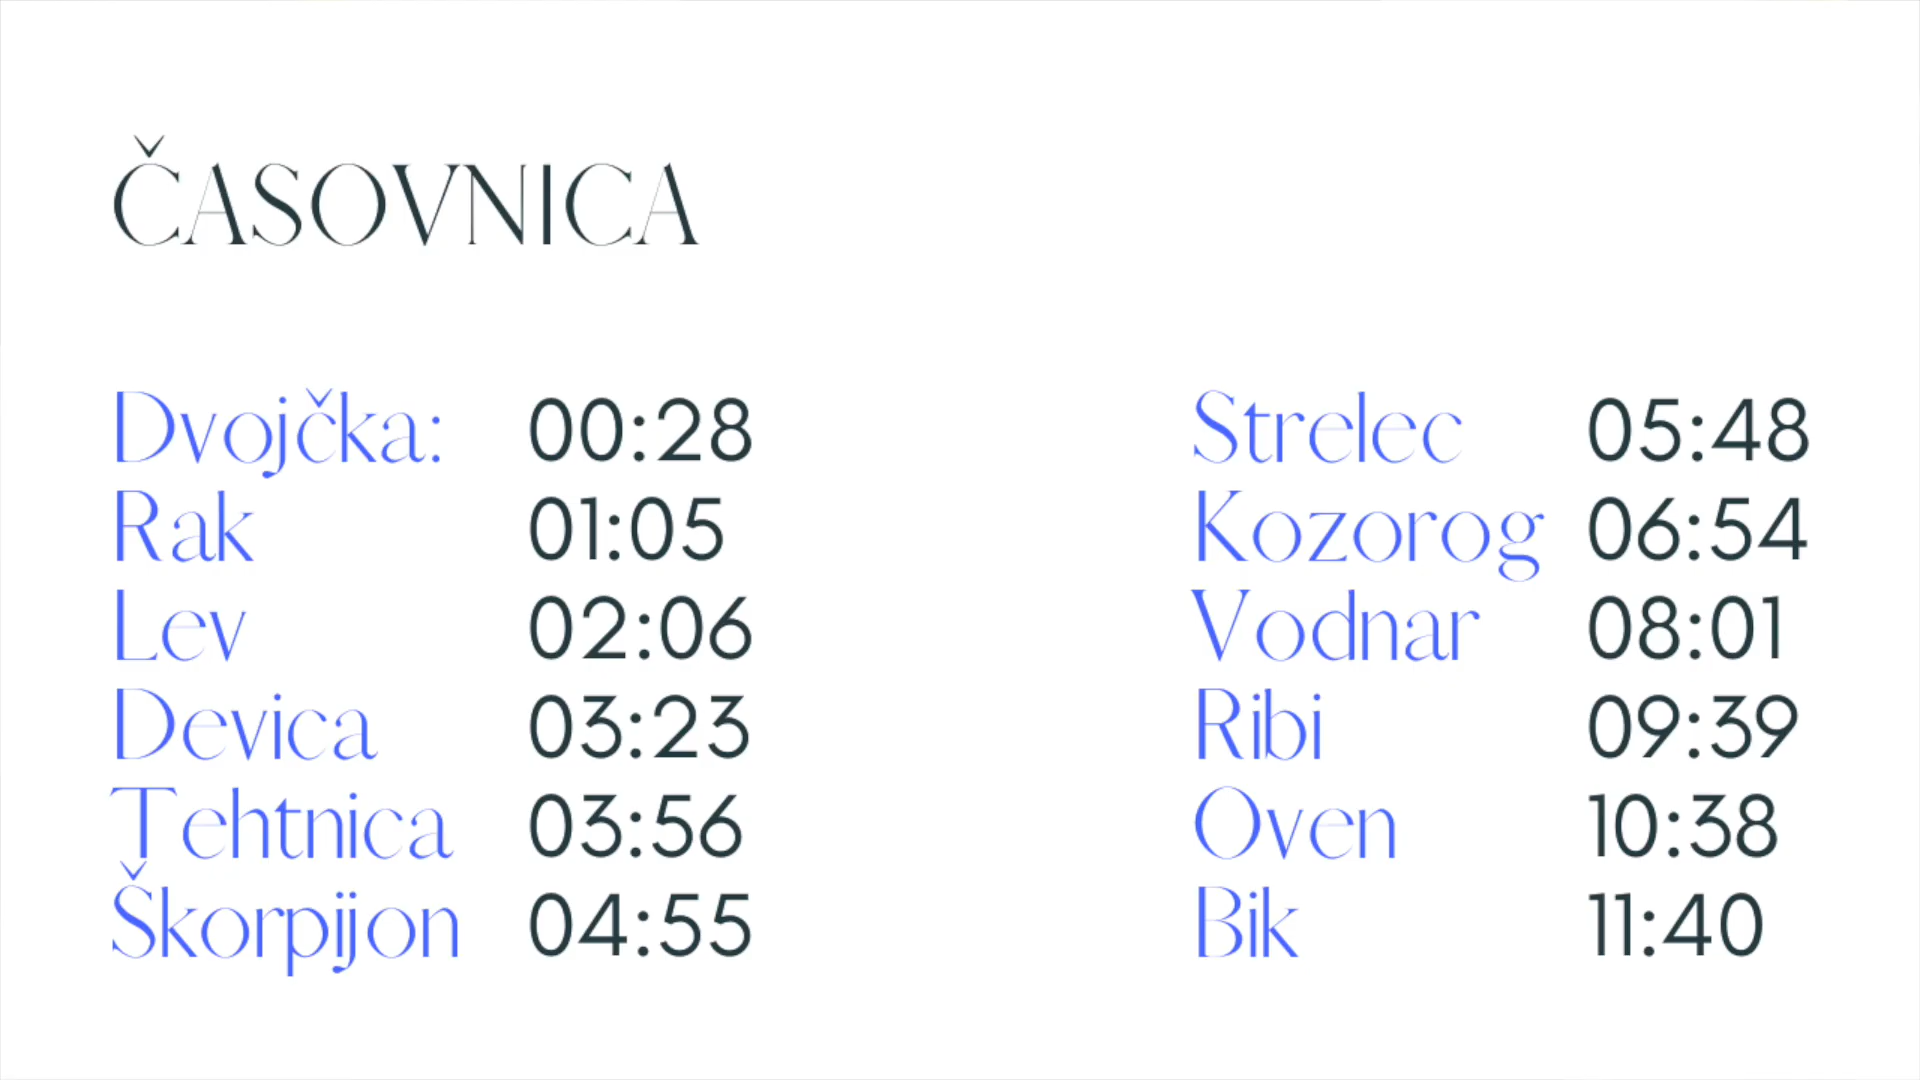 ČASOVNICA
Dvojčka: 00:28
Rak 01:05
Lev 02:06
Devica 03:23
Tehtnica 03:56
Škorpijon 04:55
Strelec 05:48
Kozorog 06:54
Vodnar 08:01
Ribi 09:39
Oven 10:38
Bik 11:40